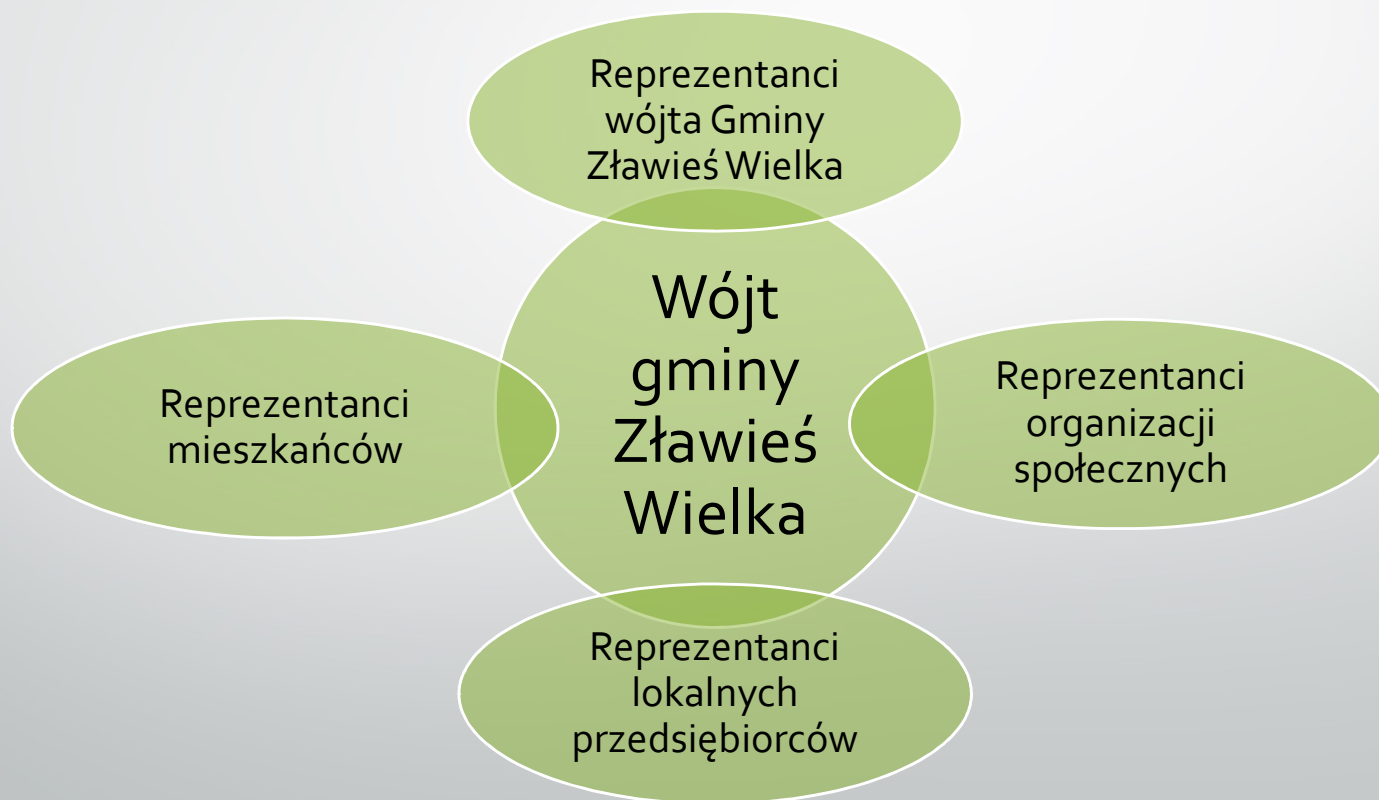 Reprezentanci
wójta Gminy
Zławieś Wielka
Wójt
gminy
Zławieś
Wielka
Reprezentanci
mieszkańców
Reprezentanci
organizacji
społecznych
Reprezentanci
lokalnych
przedsiębiorców